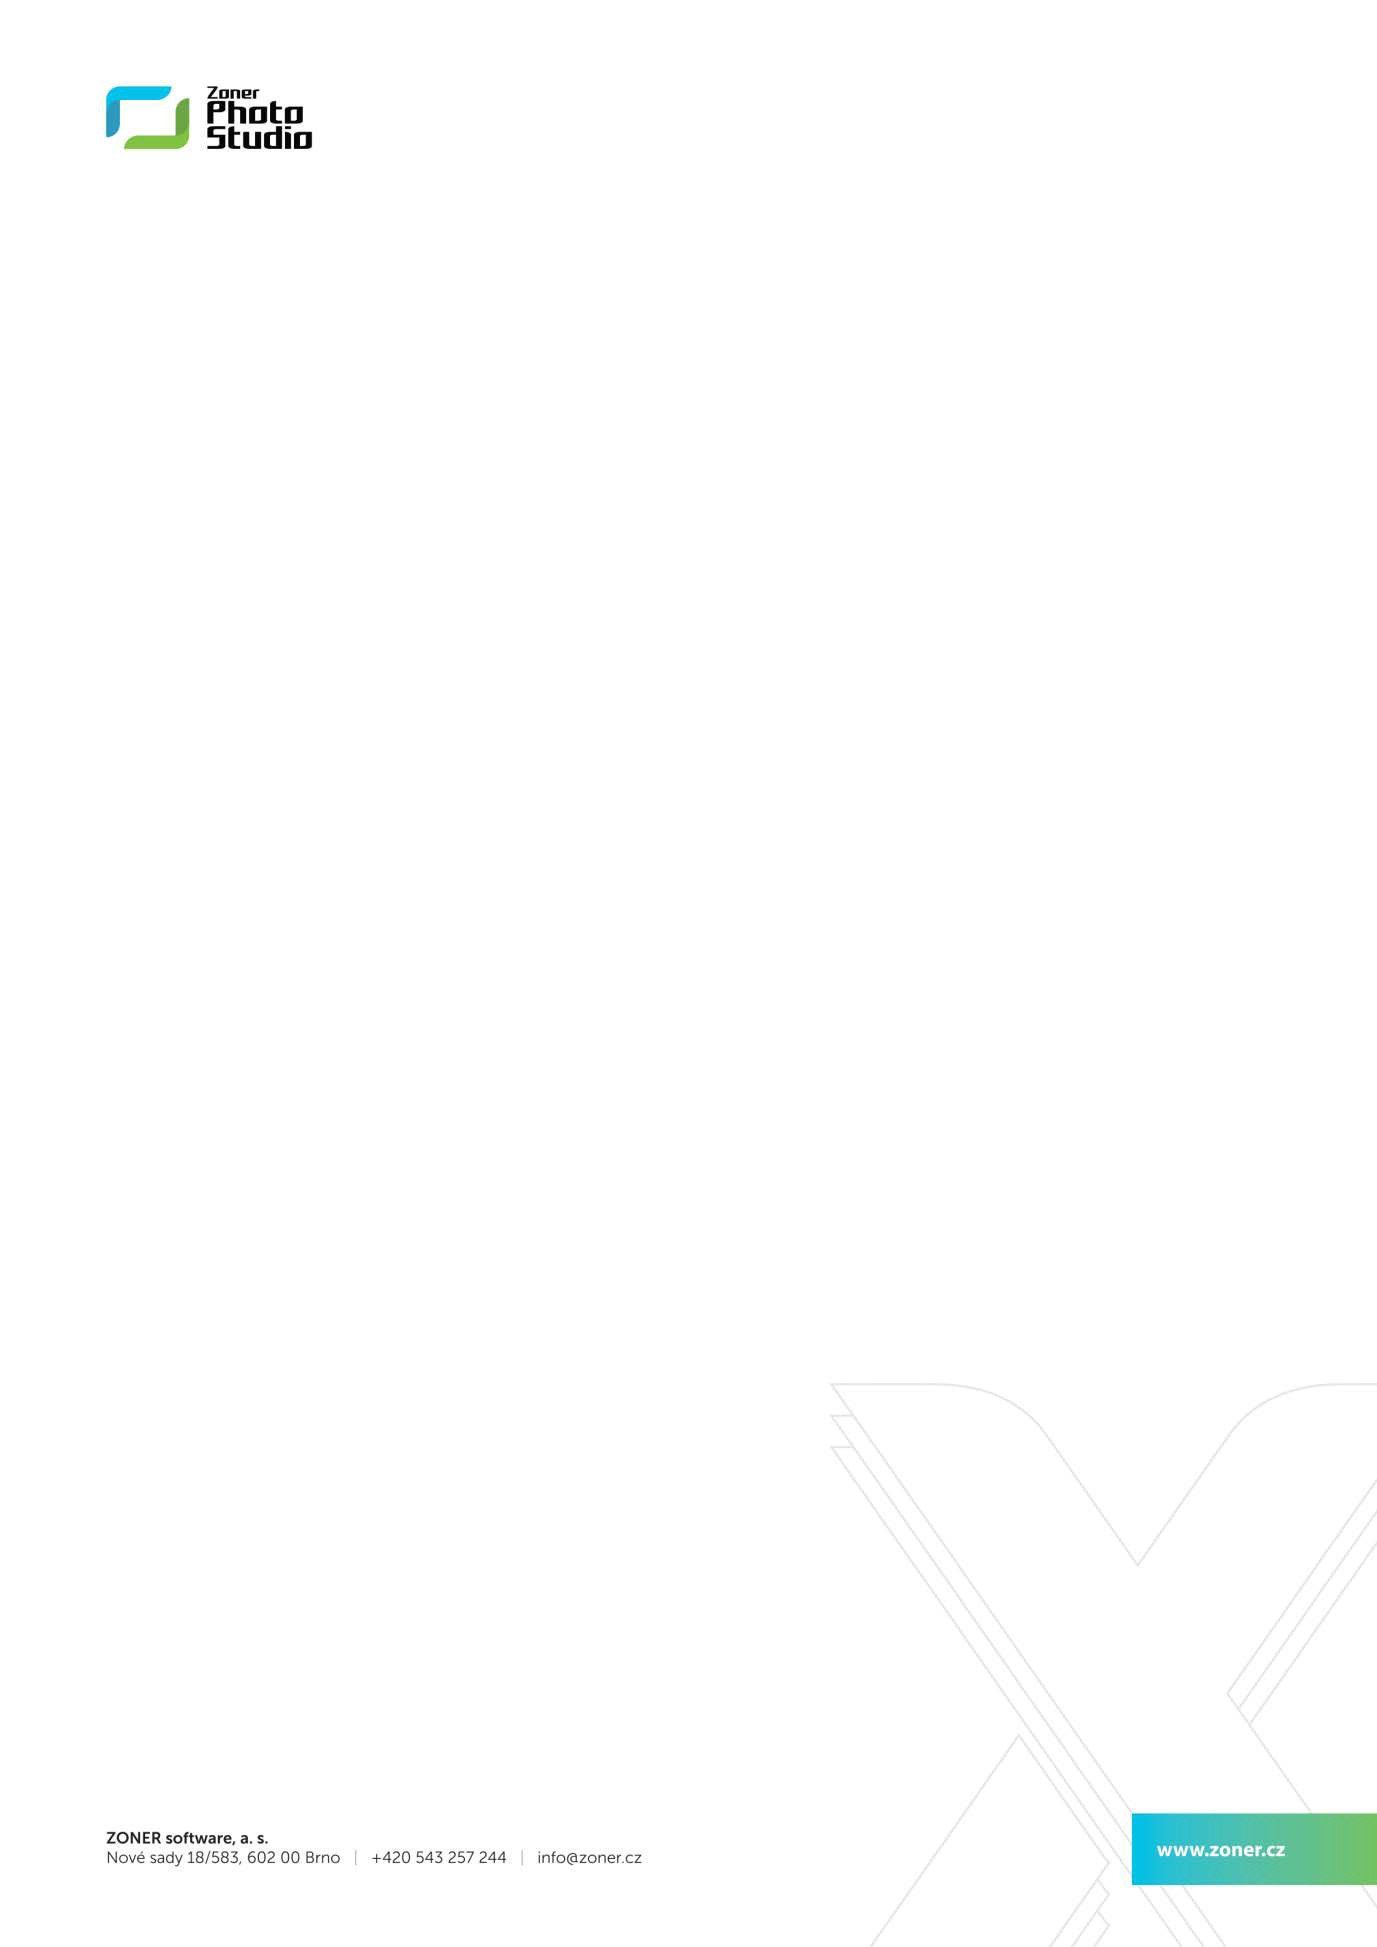 Zoner
Photo
Studio
ZONER software, a. s.
Nové sady 18/583, 602 00 Brno | +420 543 257 244 | info@zoner.cz
www.zoner.cz